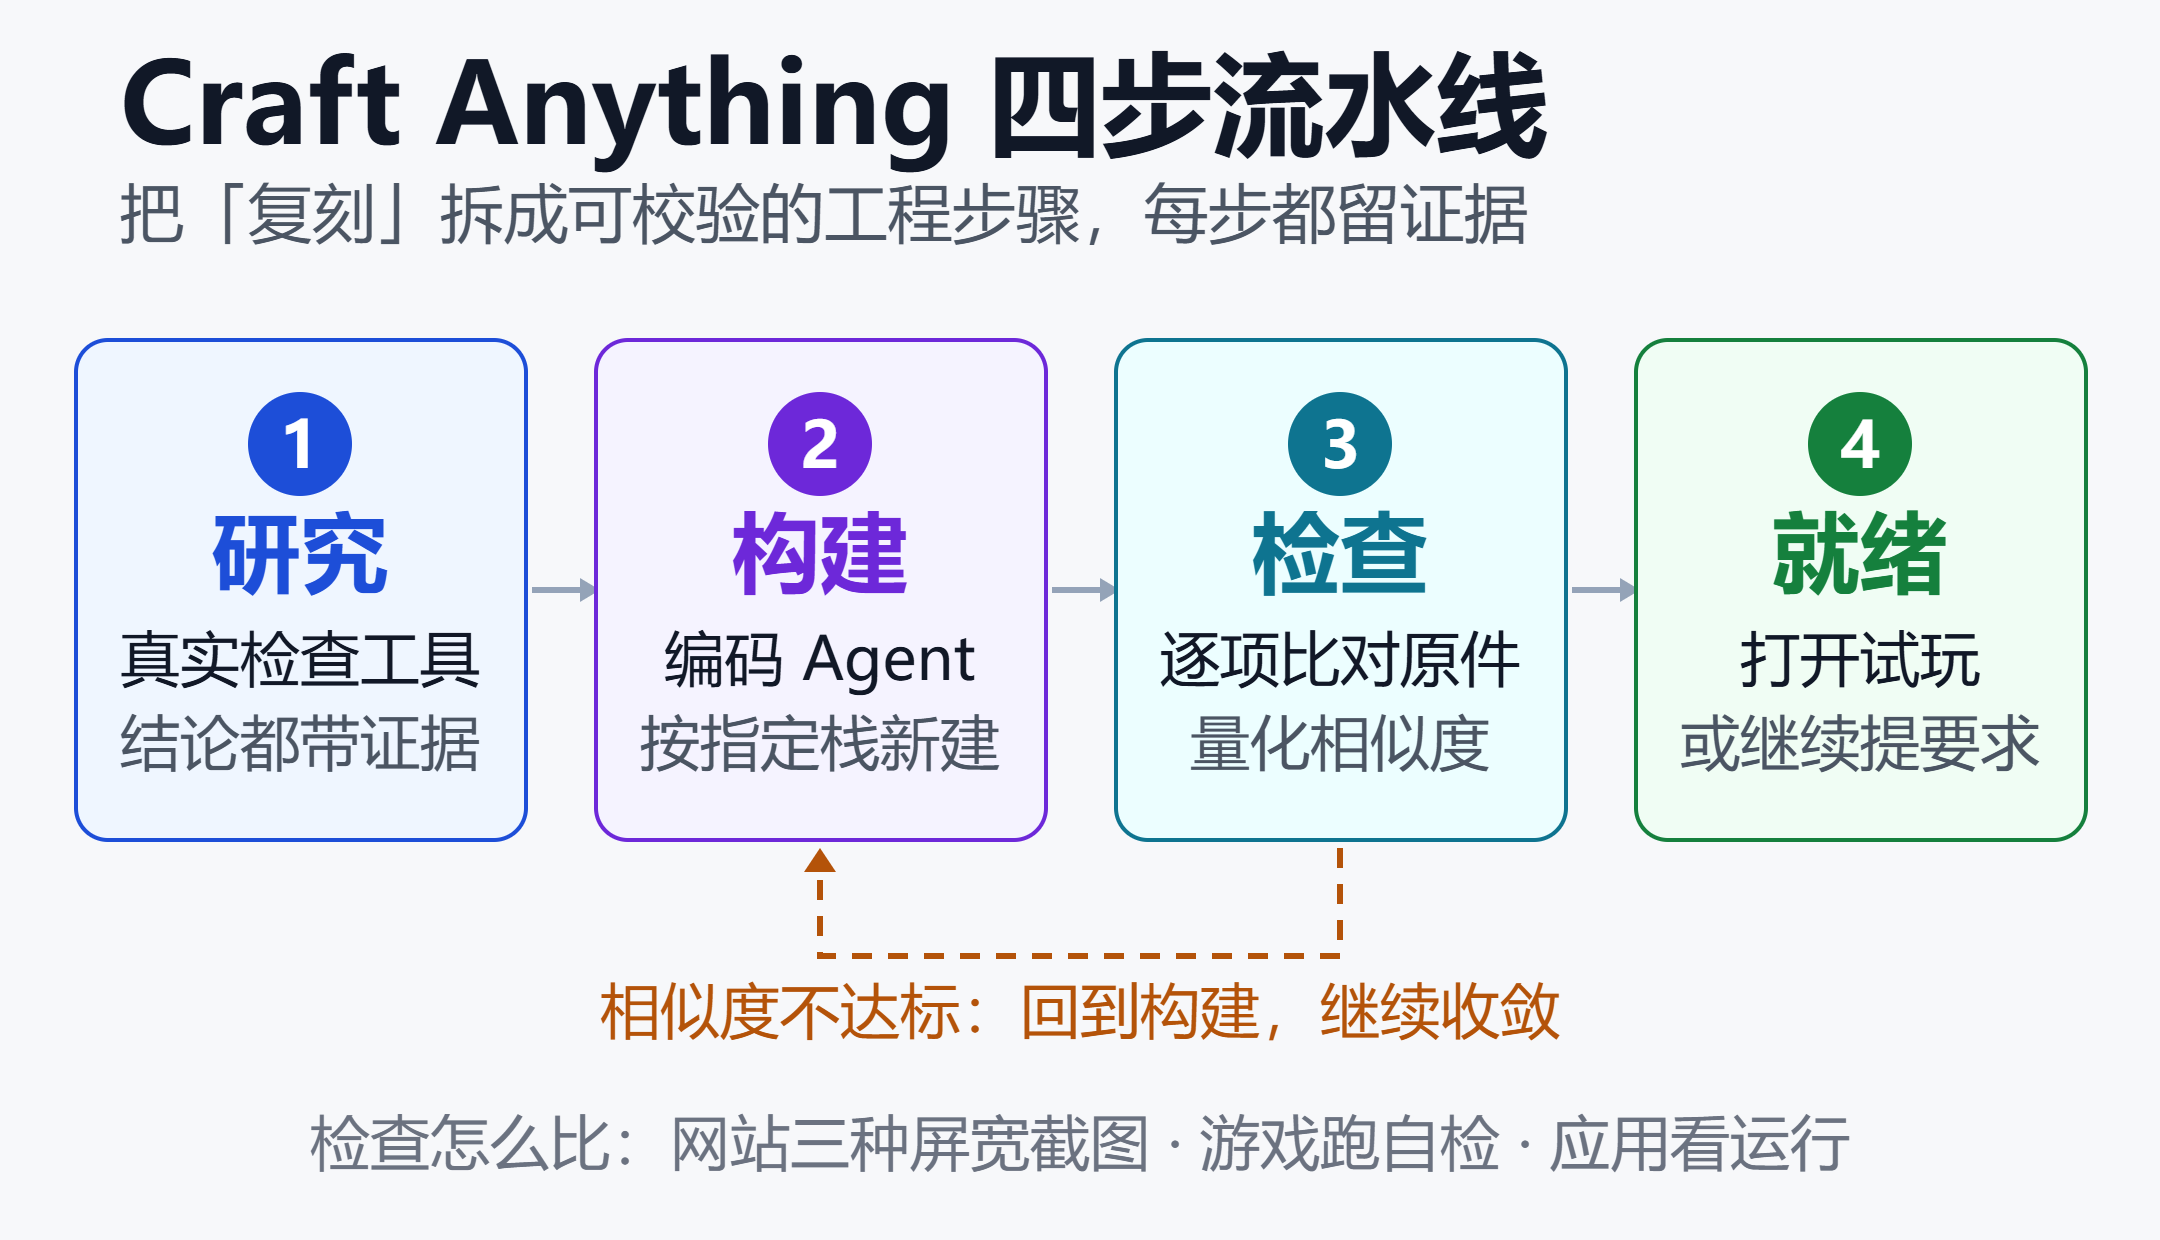 Craft Anything 四步流水线
把「复刻」拆成可校验的工程步骤，每步都留证据
1
研究
真实检查工具
结论都带证据
2
构建
编码 Agent
按指定栈新建
3
检查
逐项比对原件
量化相似度
4
就绪
打开试玩
或继续提要求
相似度不达标：回到构建，继续收敛
检查怎么比：网站三种屏宽截图 · 游戏跑自检 · 应用看运行